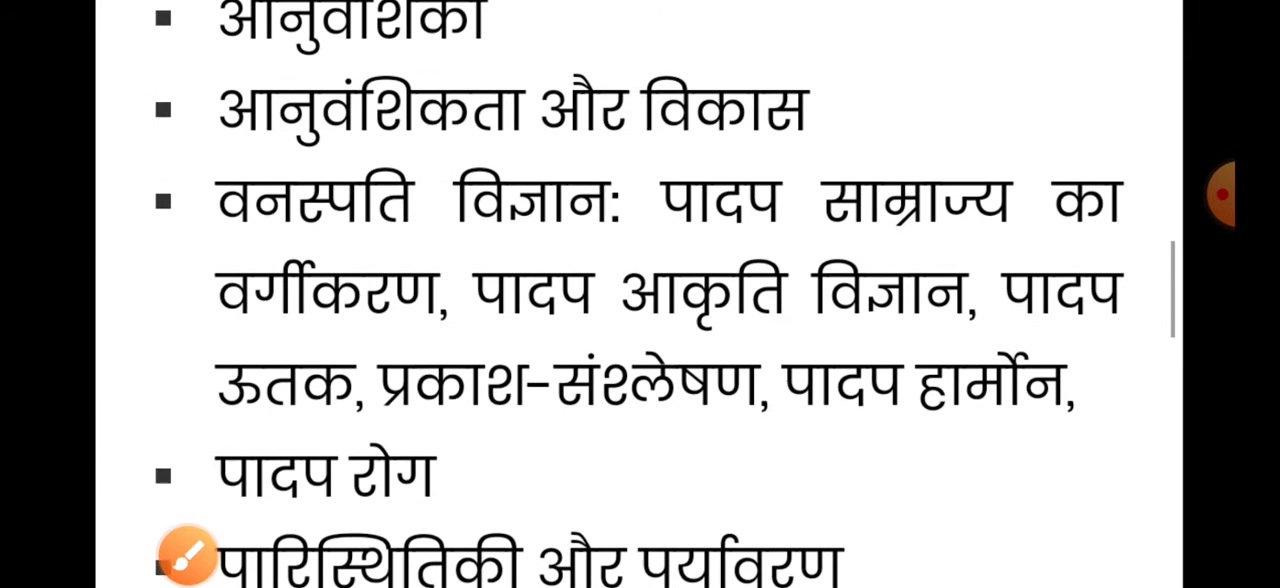 आनुवंशिकी
आनुवंशिकता और विकास
वनस्पति विज्ञान: पादप साम्राज्य का
वर्गीकरण, पादप आकृति विज्ञान, पादप
ऊतक, प्रकाश-संश्लेषण, पादप हार्मोन,
पादप रोग
पारिस्थितिकी और पर्यावरण